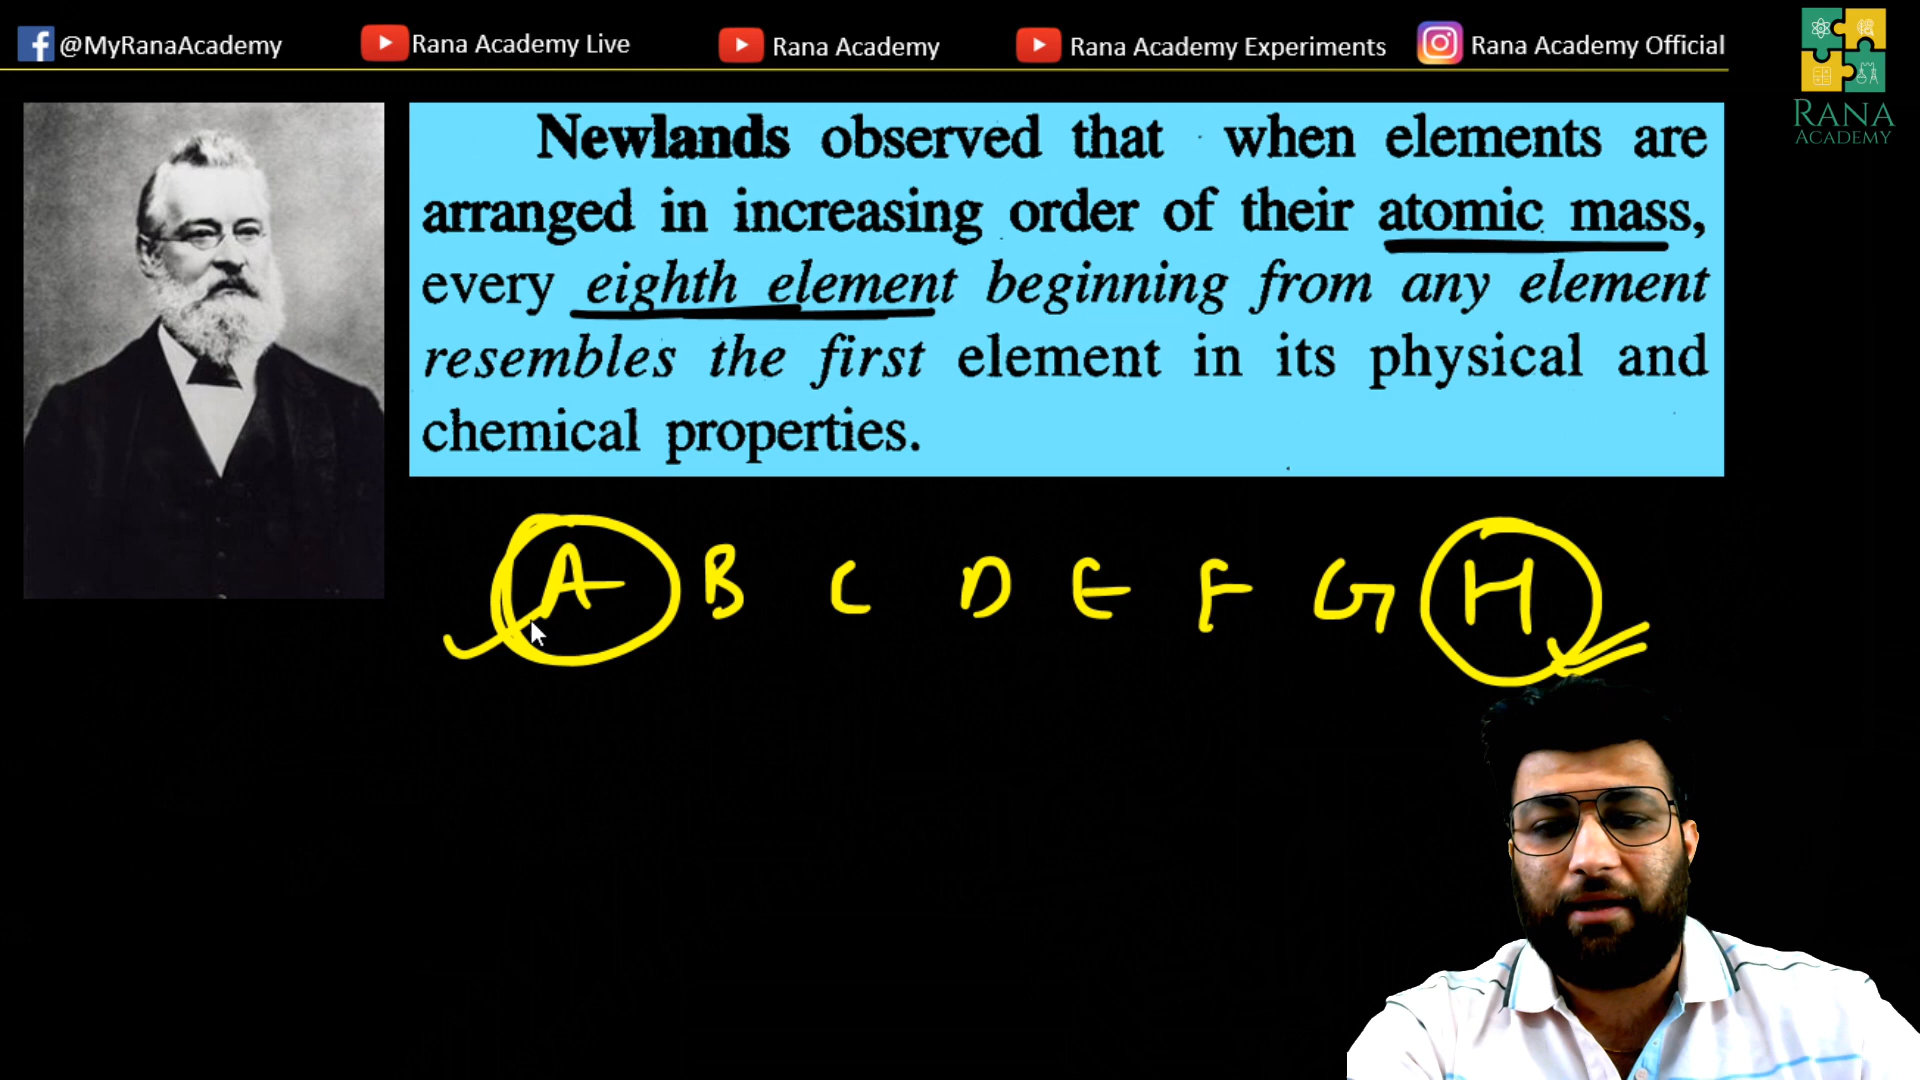 @MyRanaAcademy Rana Academy Live Rana Academy Rana Academy Experiments Rana Academy Official
RANA
ACADEMY
Newlands observed that when elements are
arranged in increasing order of their atomic mass,
every eighth element beginning from any element
resembles the first element in its physical and
chemical properties.
A B C D E F G H